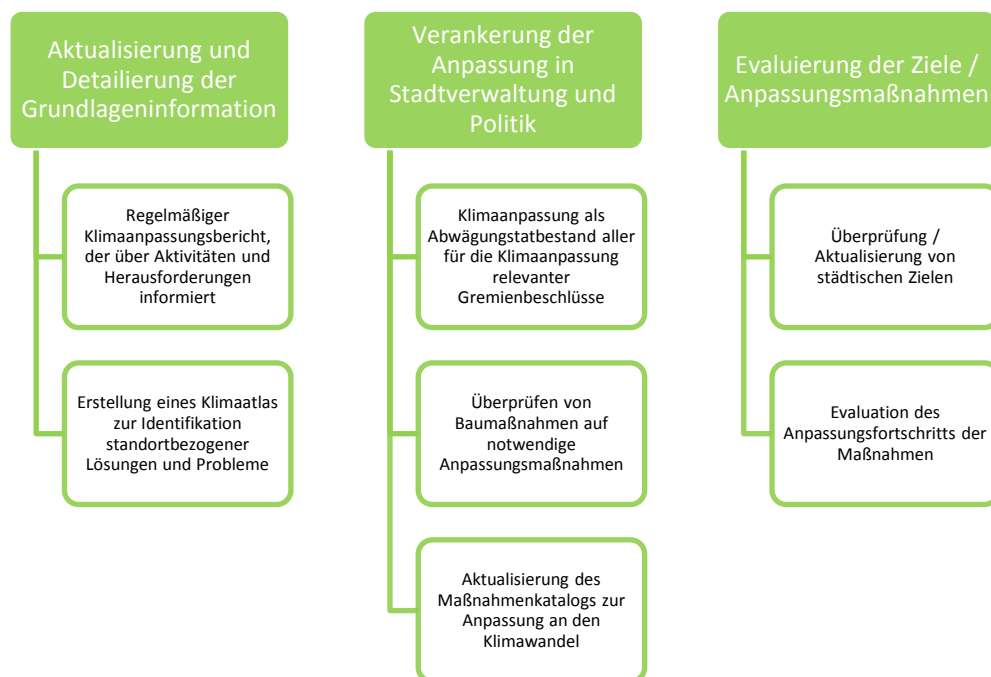 Aktualisierung und
Detailierung der
Grundlageninformation
Regelmäßiger
Klimaanpassungsbericht,
der über Aktivitäten und
Herausforderungen
informiert
Erstellung eines Klimaatlas
zur Identifikation
standortbezogener
Lösungen und Probleme
Verankerung der
Anpassung in
Stadtverwaltung und
Politik
Klimaanpassung als
Abwägungstatbestand aller
für die Klimaanpassung
relevanter
Gremienbeschlüsse
Überprüfen von
Baumaßnahmen auf
notwendige
Anpassungsmaßnahmen
Aktualisierung des
Maßnahmenkatalogs zur
Anpassung an den
Klimawandel
Evaluierung der Ziele /
Anpassungsmaßnahmen
Überprüfung /
Aktualisierung von
städtischen Zielen
Evaluation des
Anpassungsfortschritts der
Maßnahmen